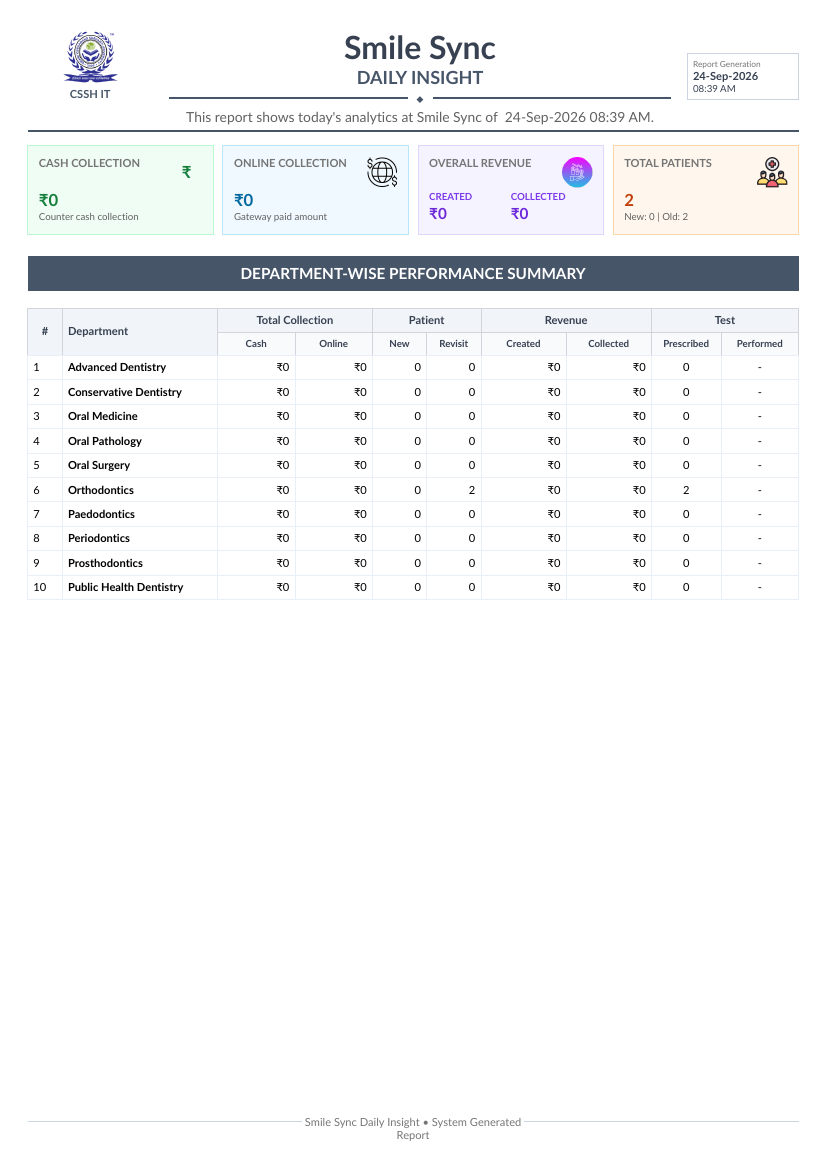 Smile Sync
DAILY INSIGHT
CSSH IT
Report Generation
24-Sep-2026
08:39 AM
This report shows today's analytics at Smile Sync of 24-Sep-2026 08:39 AM.
CASH COLLECTION ₹
₹0
Counter cash collection
ONLINE COLLECTION
₹0
Gateway paid amount
OVERALL REVENUE
CREATED COLLECTED
₹0 ₹0
TOTAL PATIENTS
2
New: 0 | Old: 2
DEPARTMENT-WISE PERFORMANCE SUMMARY
# Department Total Collection Patient Revenue Test
Cash Online New Revisit Created Collected Prescribed Performed
1 Advanced Dentistry ₹0 ₹0 0 0 ₹0 ₹0 0 -
2 Conservative Dentistry ₹0 ₹0 0 0 ₹0 ₹0 0 -
3 Oral Medicine ₹0 ₹0 0 0 ₹0 ₹0 0 -
4 Oral Pathology ₹0 ₹0 0 0 ₹0 ₹0 0 -
5 Oral Surgery ₹0 ₹0 0 0 ₹0 ₹0 0 -
6 Orthodontics ₹0 ₹0 0 2 ₹0 ₹0 2 -
7 Paedodontics ₹0 ₹0 0 0 ₹0 ₹0 0 -
8 Periodontics ₹0 ₹0 0 0 ₹0 ₹0 0 -
9 Prosthodontics ₹0 ₹0 0 0 ₹0 ₹0 0 -
10 Public Health Dentistry ₹0 ₹0 0 0 ₹0 ₹0 0 -
Smile Sync Daily Insight • System Generated
Report